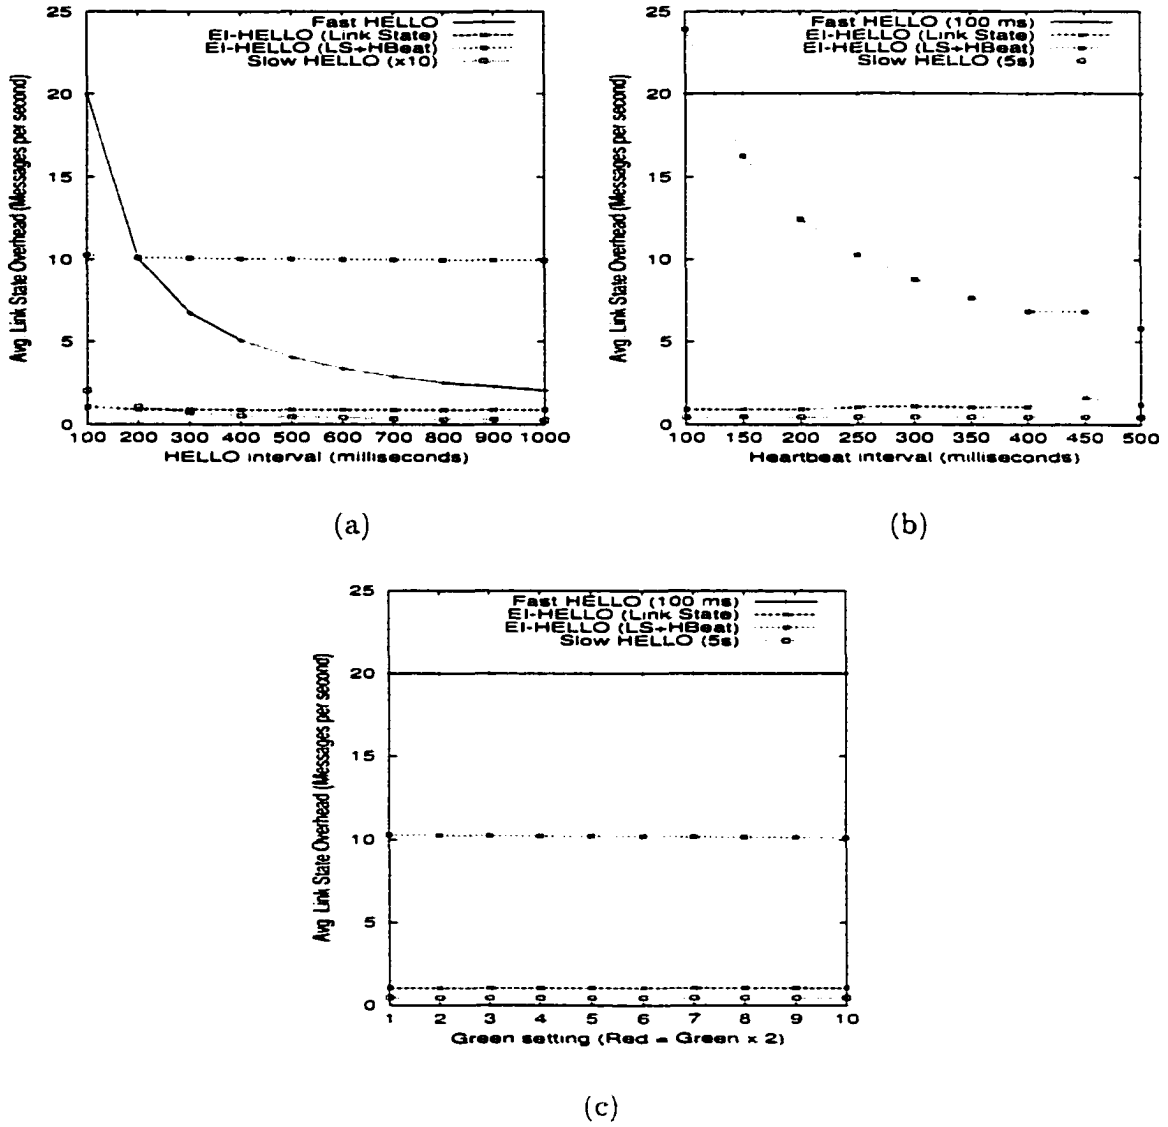 Avg. Link State Overhead (Messages per second)
25
20
15
10
5
0
Fast HELLO
EI-HELLO (Link State)
EI-HELLO (LS+HBeat)
Slow HELLO (x10)
100 200 300 400 500 600 700 800 900 1000
HELLO interval (milliseconds)
(a)
Avg. Link State Overhead (Messages per second)
25
20
15
10
5
0
Fast HELLO (100 ms)
EI-HELLO (Link State)
EI-HELLO (LS+HBeat)
Slow HELLO (5s)
100 150 200 250 300 350 400 450 500
Heartbeat interval (milliseconds)
(b)
Avg. Link State Overhead (Messages per second)
25
20
15
10
5
0
Fast HELLO (100 ms)
EI-HELLO (Link State)
EI-HELLO (LS+HBeat)
Slow HELLO (5s)
1 2 3 4 5 6 7 8 9 10
Green setting (Red = Green x 2)
(c)